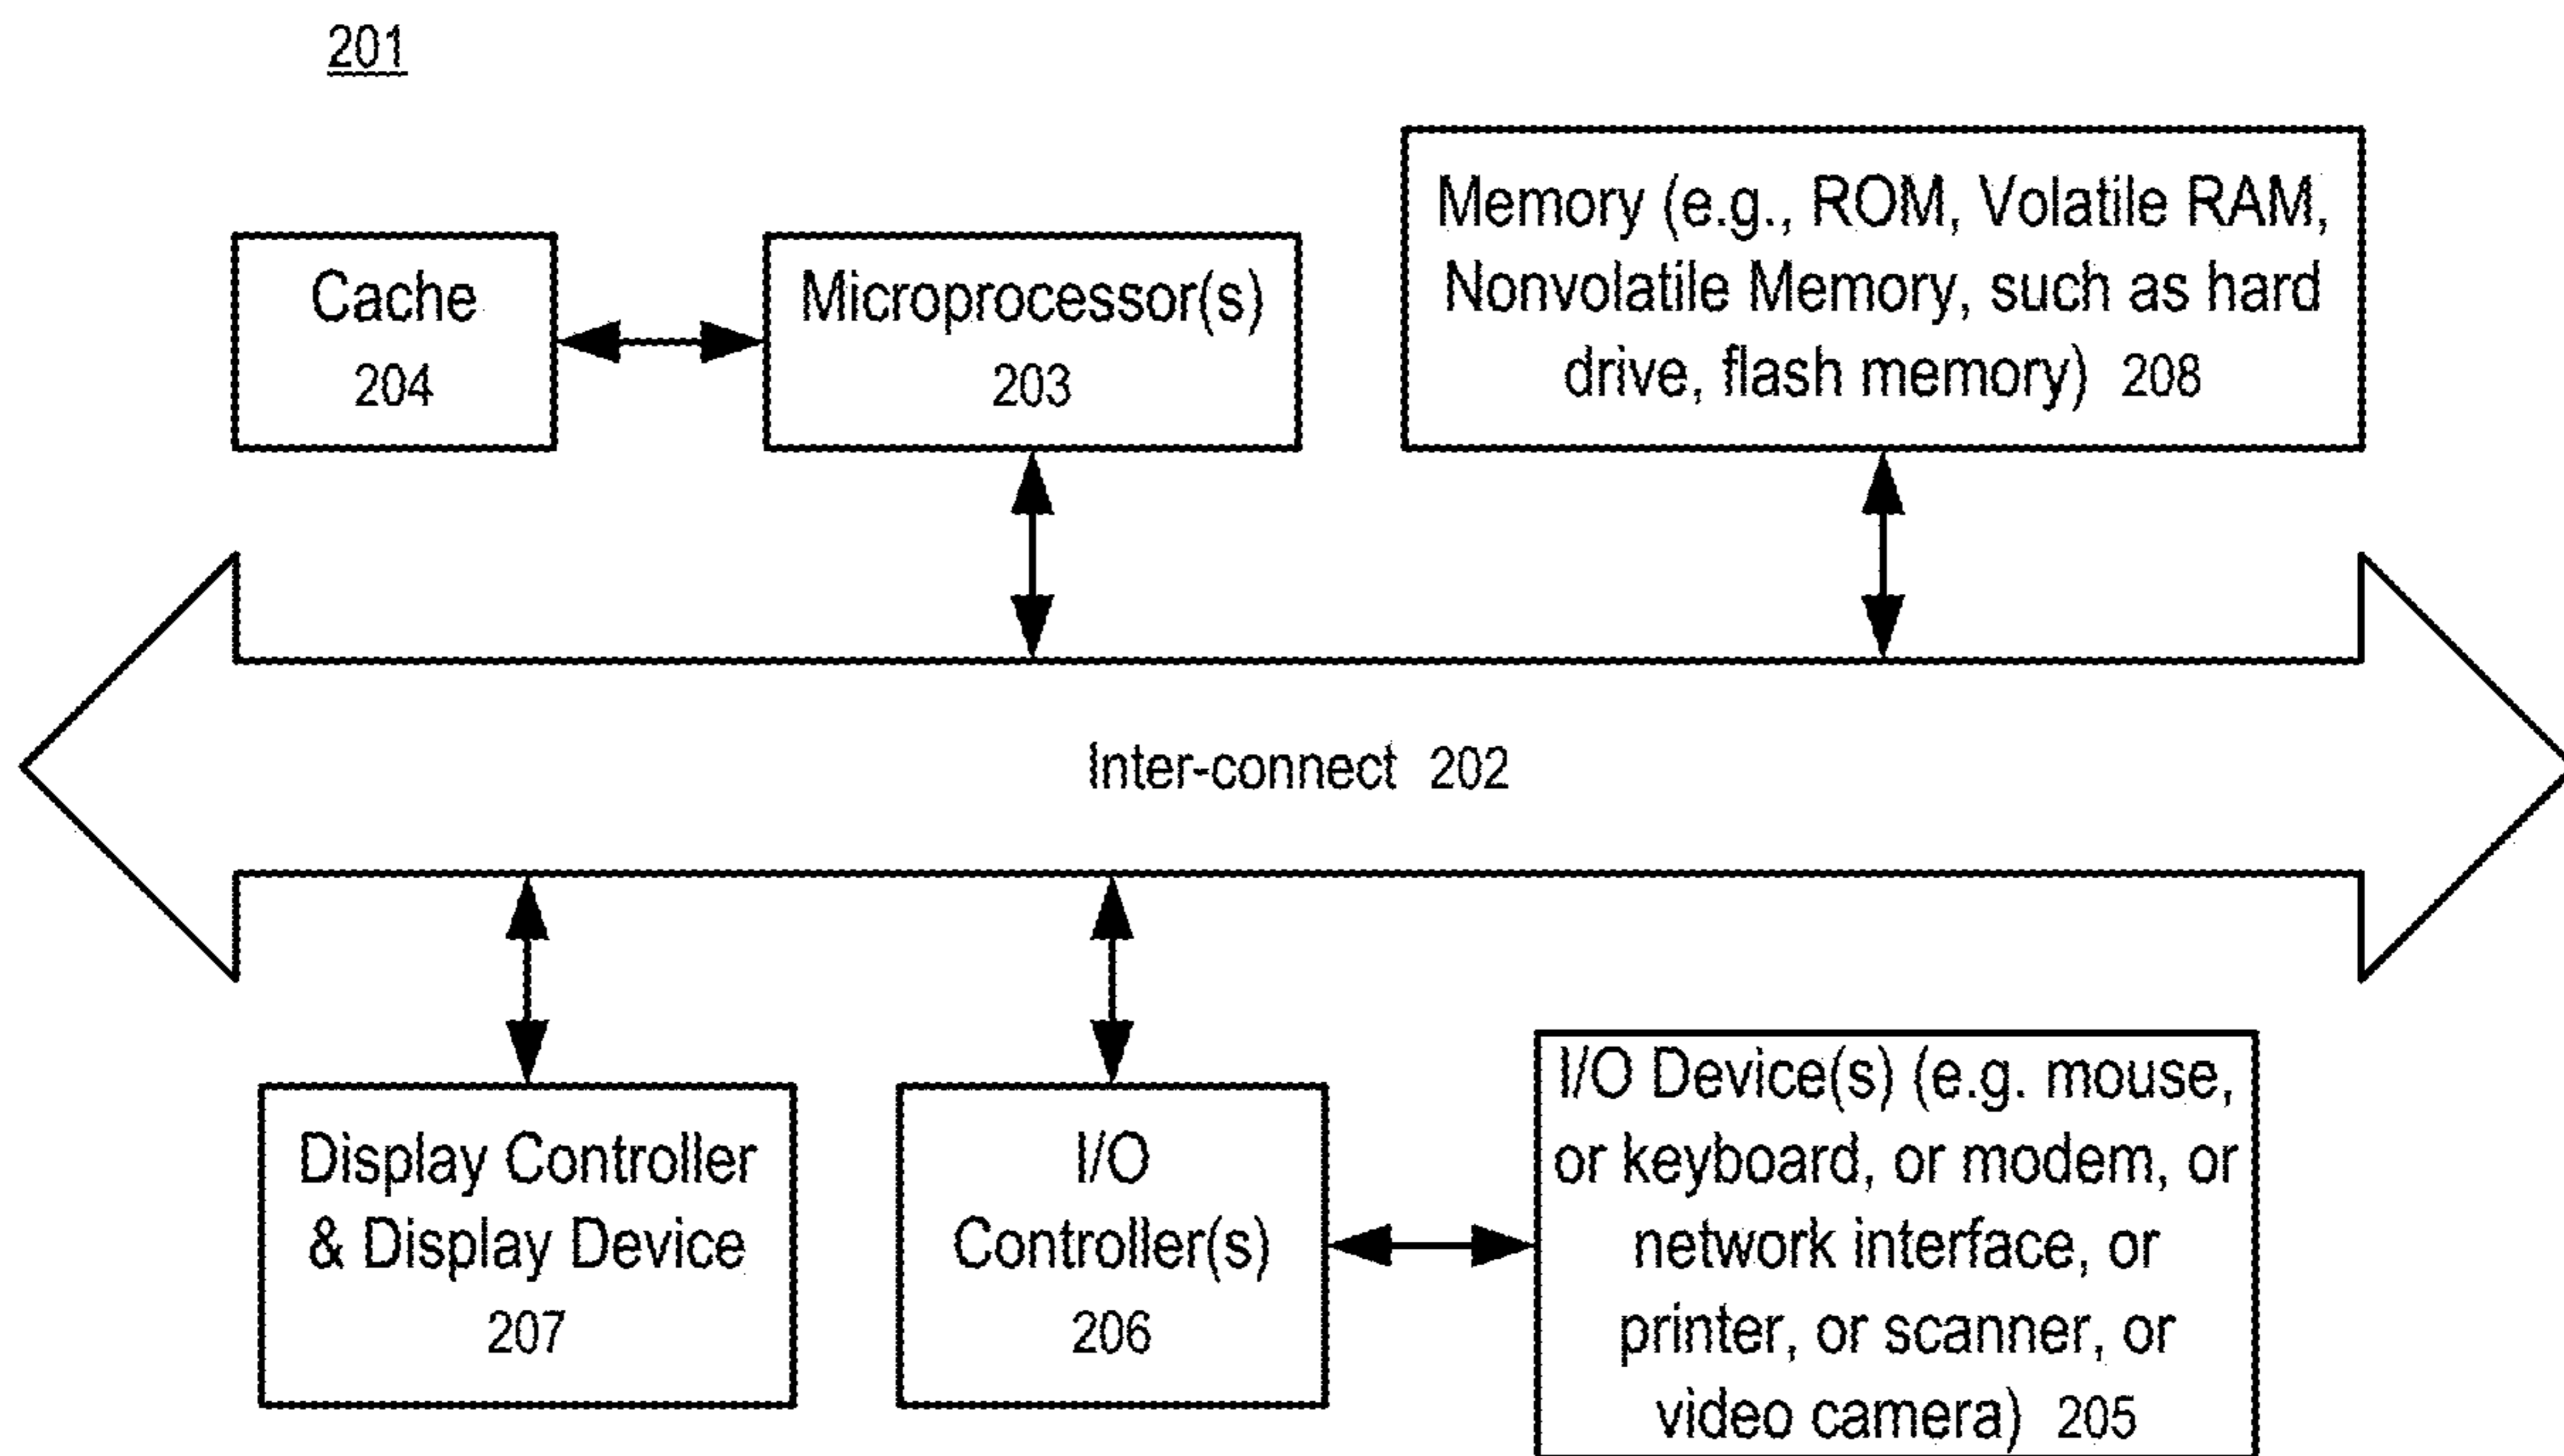 201
Cache
204
Microprocessor(s)
203
Memory (e.g., ROM, Volatile RAM,
Nonvolatile Memory, such as hard
drive, flash memory) 208
Inter-connect 202
Display Controller
& Display Device
207
I/O
Controller(s)
206
I/O Device(s) (e.g. mouse,
or keyboard, or modem, or
network interface, or
printer, or scanner, or
video camera) 205